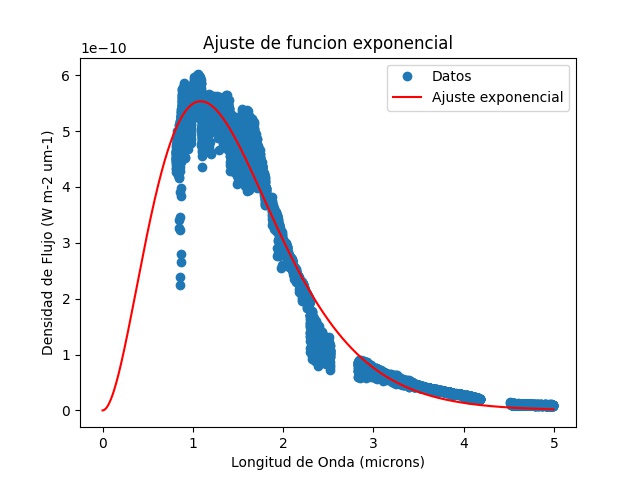 Ajuste de funcion exponencial
1e−10
Datos
Ajuste exponencial
6
5
4
3
2
1
0
Densidad de Flujo (W m-2 um-1)
0 1 2 3 4 5
Longitud de Onda (microns)